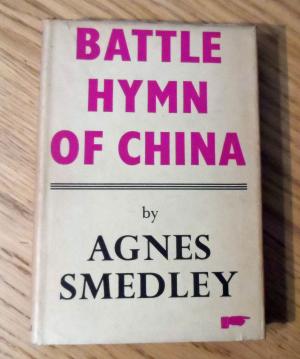 BATTLE
HYMN
OF CHINA
by
AGNES
SMEDLEY